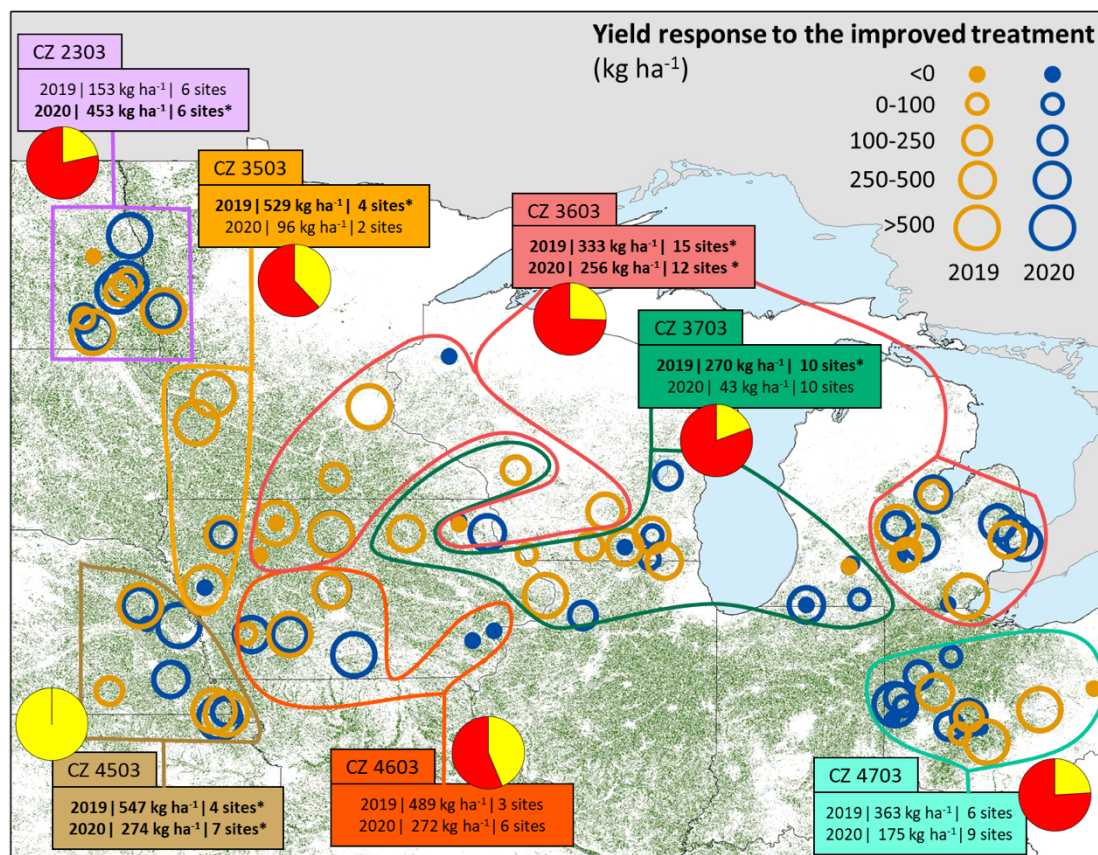 Yield response to the improved treatment
(kg ha⁻¹)
<0
0-100
100-250
250-500
>500
2019 2020
CZ 2303
2019 | 153 kg ha⁻¹ | 6 sites
2020 | 453 kg ha⁻¹ | 6 sites*
CZ 3503
2019 | 529 kg ha⁻¹ | 4 sites*
2020 | 96 kg ha⁻¹ | 2 sites
CZ 3603
2019 | 333 kg ha⁻¹ | 15 sites*
2020 | 256 kg ha⁻¹ | 12 sites *
CZ 3703
2019 | 270 kg ha⁻¹ | 10 sites*
2020 | 43 kg ha⁻¹ | 10 sites
CZ 4503
2019 | 547 kg ha⁻¹ | 4 sites*
2020 | 274 kg ha⁻¹ | 7 sites*
CZ 4603
2019 | 489 kg ha⁻¹ | 3 sites
2020 | 272 kg ha⁻¹ | 6 sites
CZ 4703
2019 | 363 kg ha⁻¹ | 6 sites
2020 | 175 kg ha⁻¹ | 9 sites